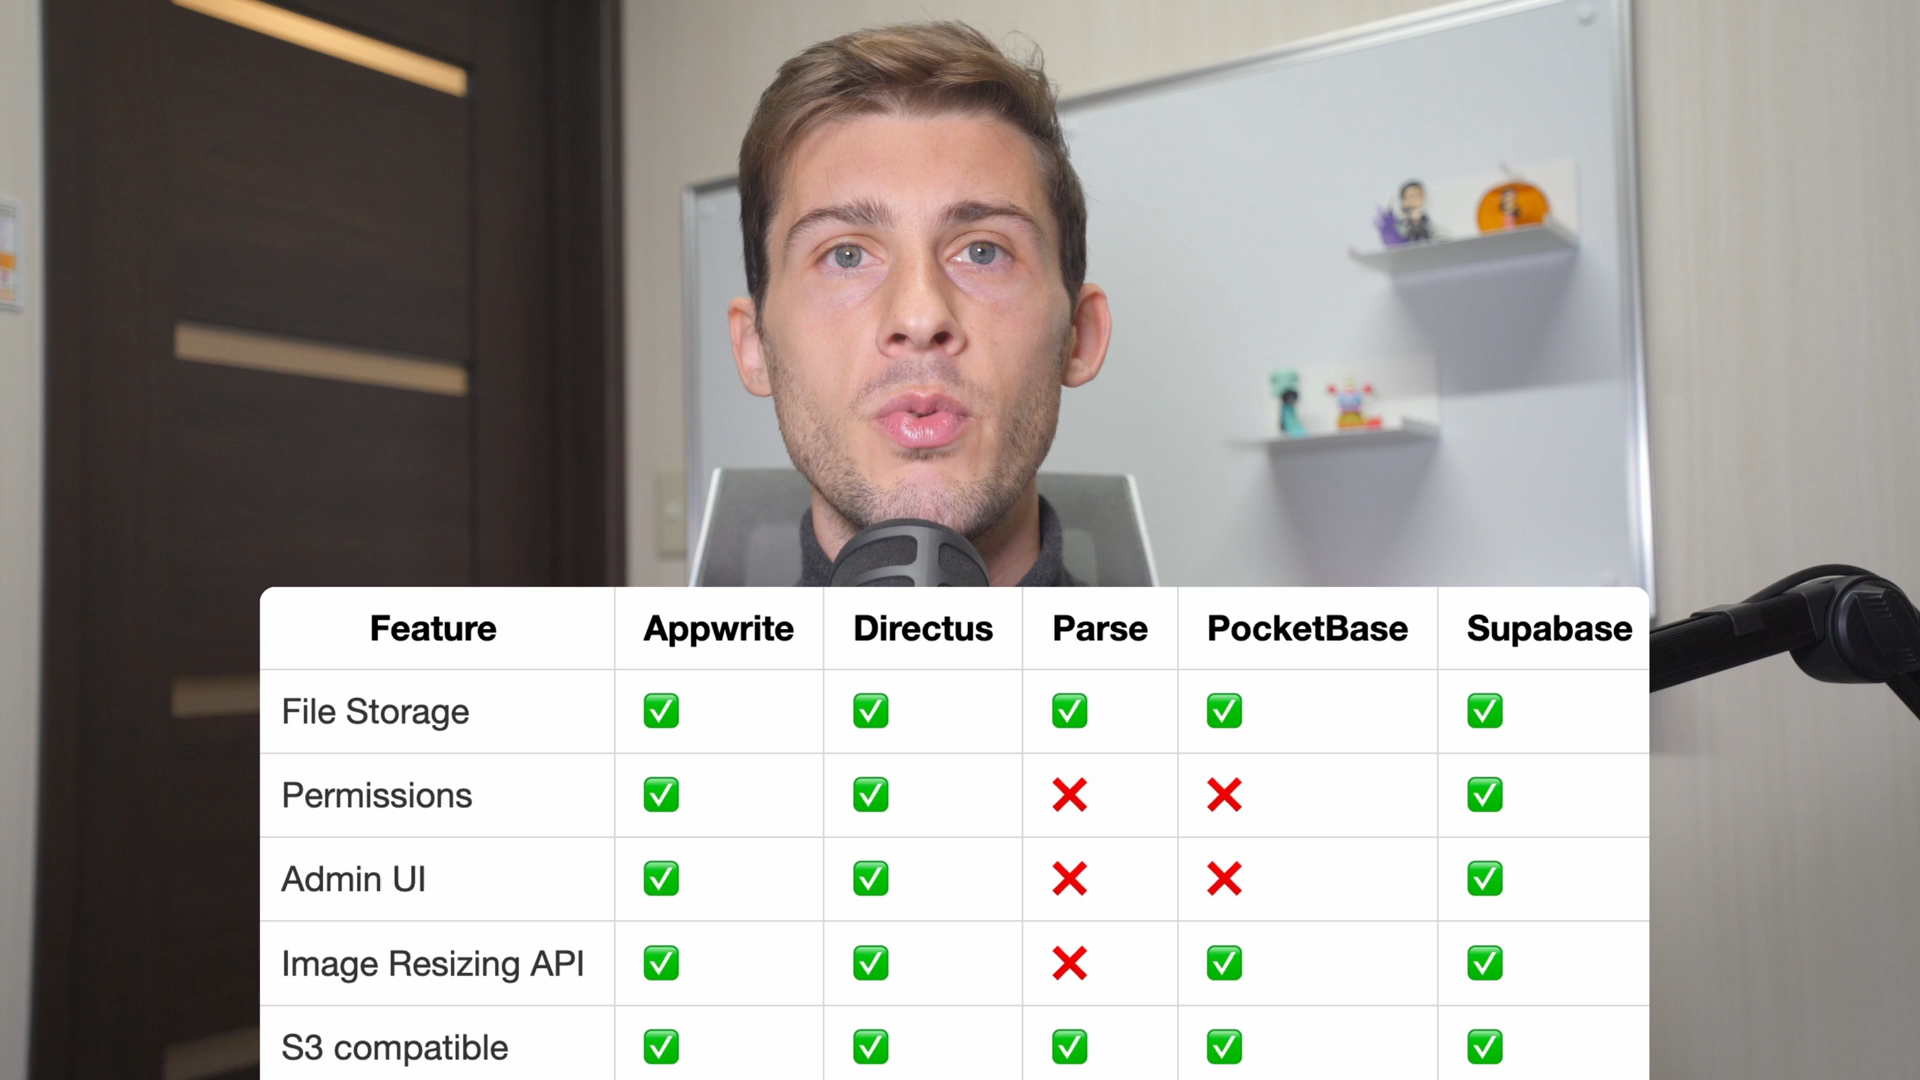 Feature Appwrite Directus Parse PocketBase Supabase
File Storage ✅ ✅ ✅ ✅ ✅
Permissions ✅ ✅ ❌ ❌ ✅
Admin UI ✅ ✅ ❌ ❌ ✅
Image Resizing API ✅ ✅ ❌ ✅ ✅
S3 compatible ✅ ✅ ✅ ✅ ✅